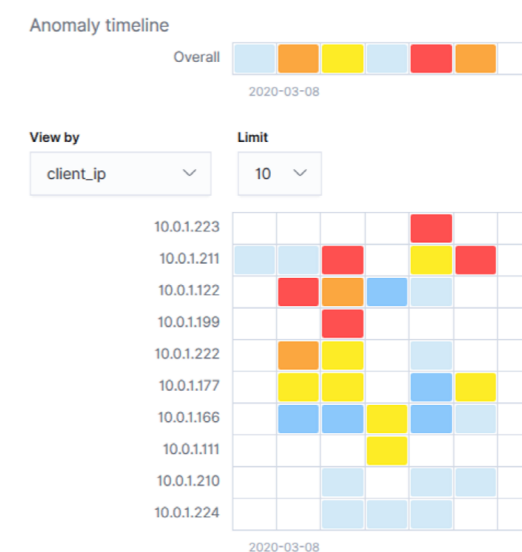 Anomaly timeline
Overall
2020-03-08
View by
Limit
client_ip
10
10.0.1.223
10.0.1.211
10.0.1.122
10.0.1.199
10.0.1.222
10.0.1.177
10.0.1.166
10.0.1.111
10.0.1.210
10.0.1.224
2020-03-08